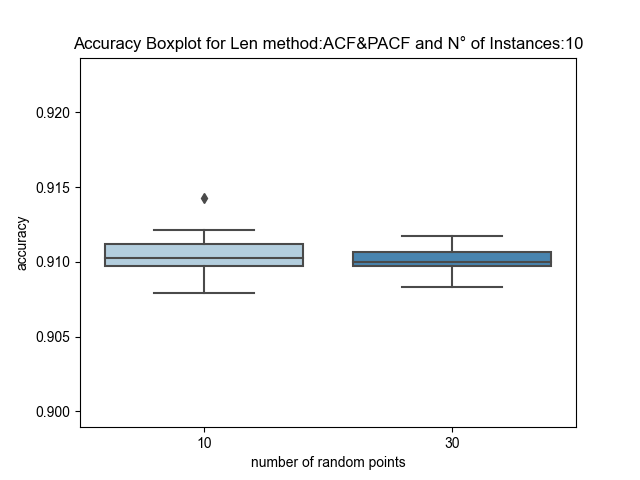 Accuracy Boxplot for Len method:ACF&PACF and N° of Instances:10
0.920
0.915
0.910
0.905
0.900
accuracy
10
30
number of random points